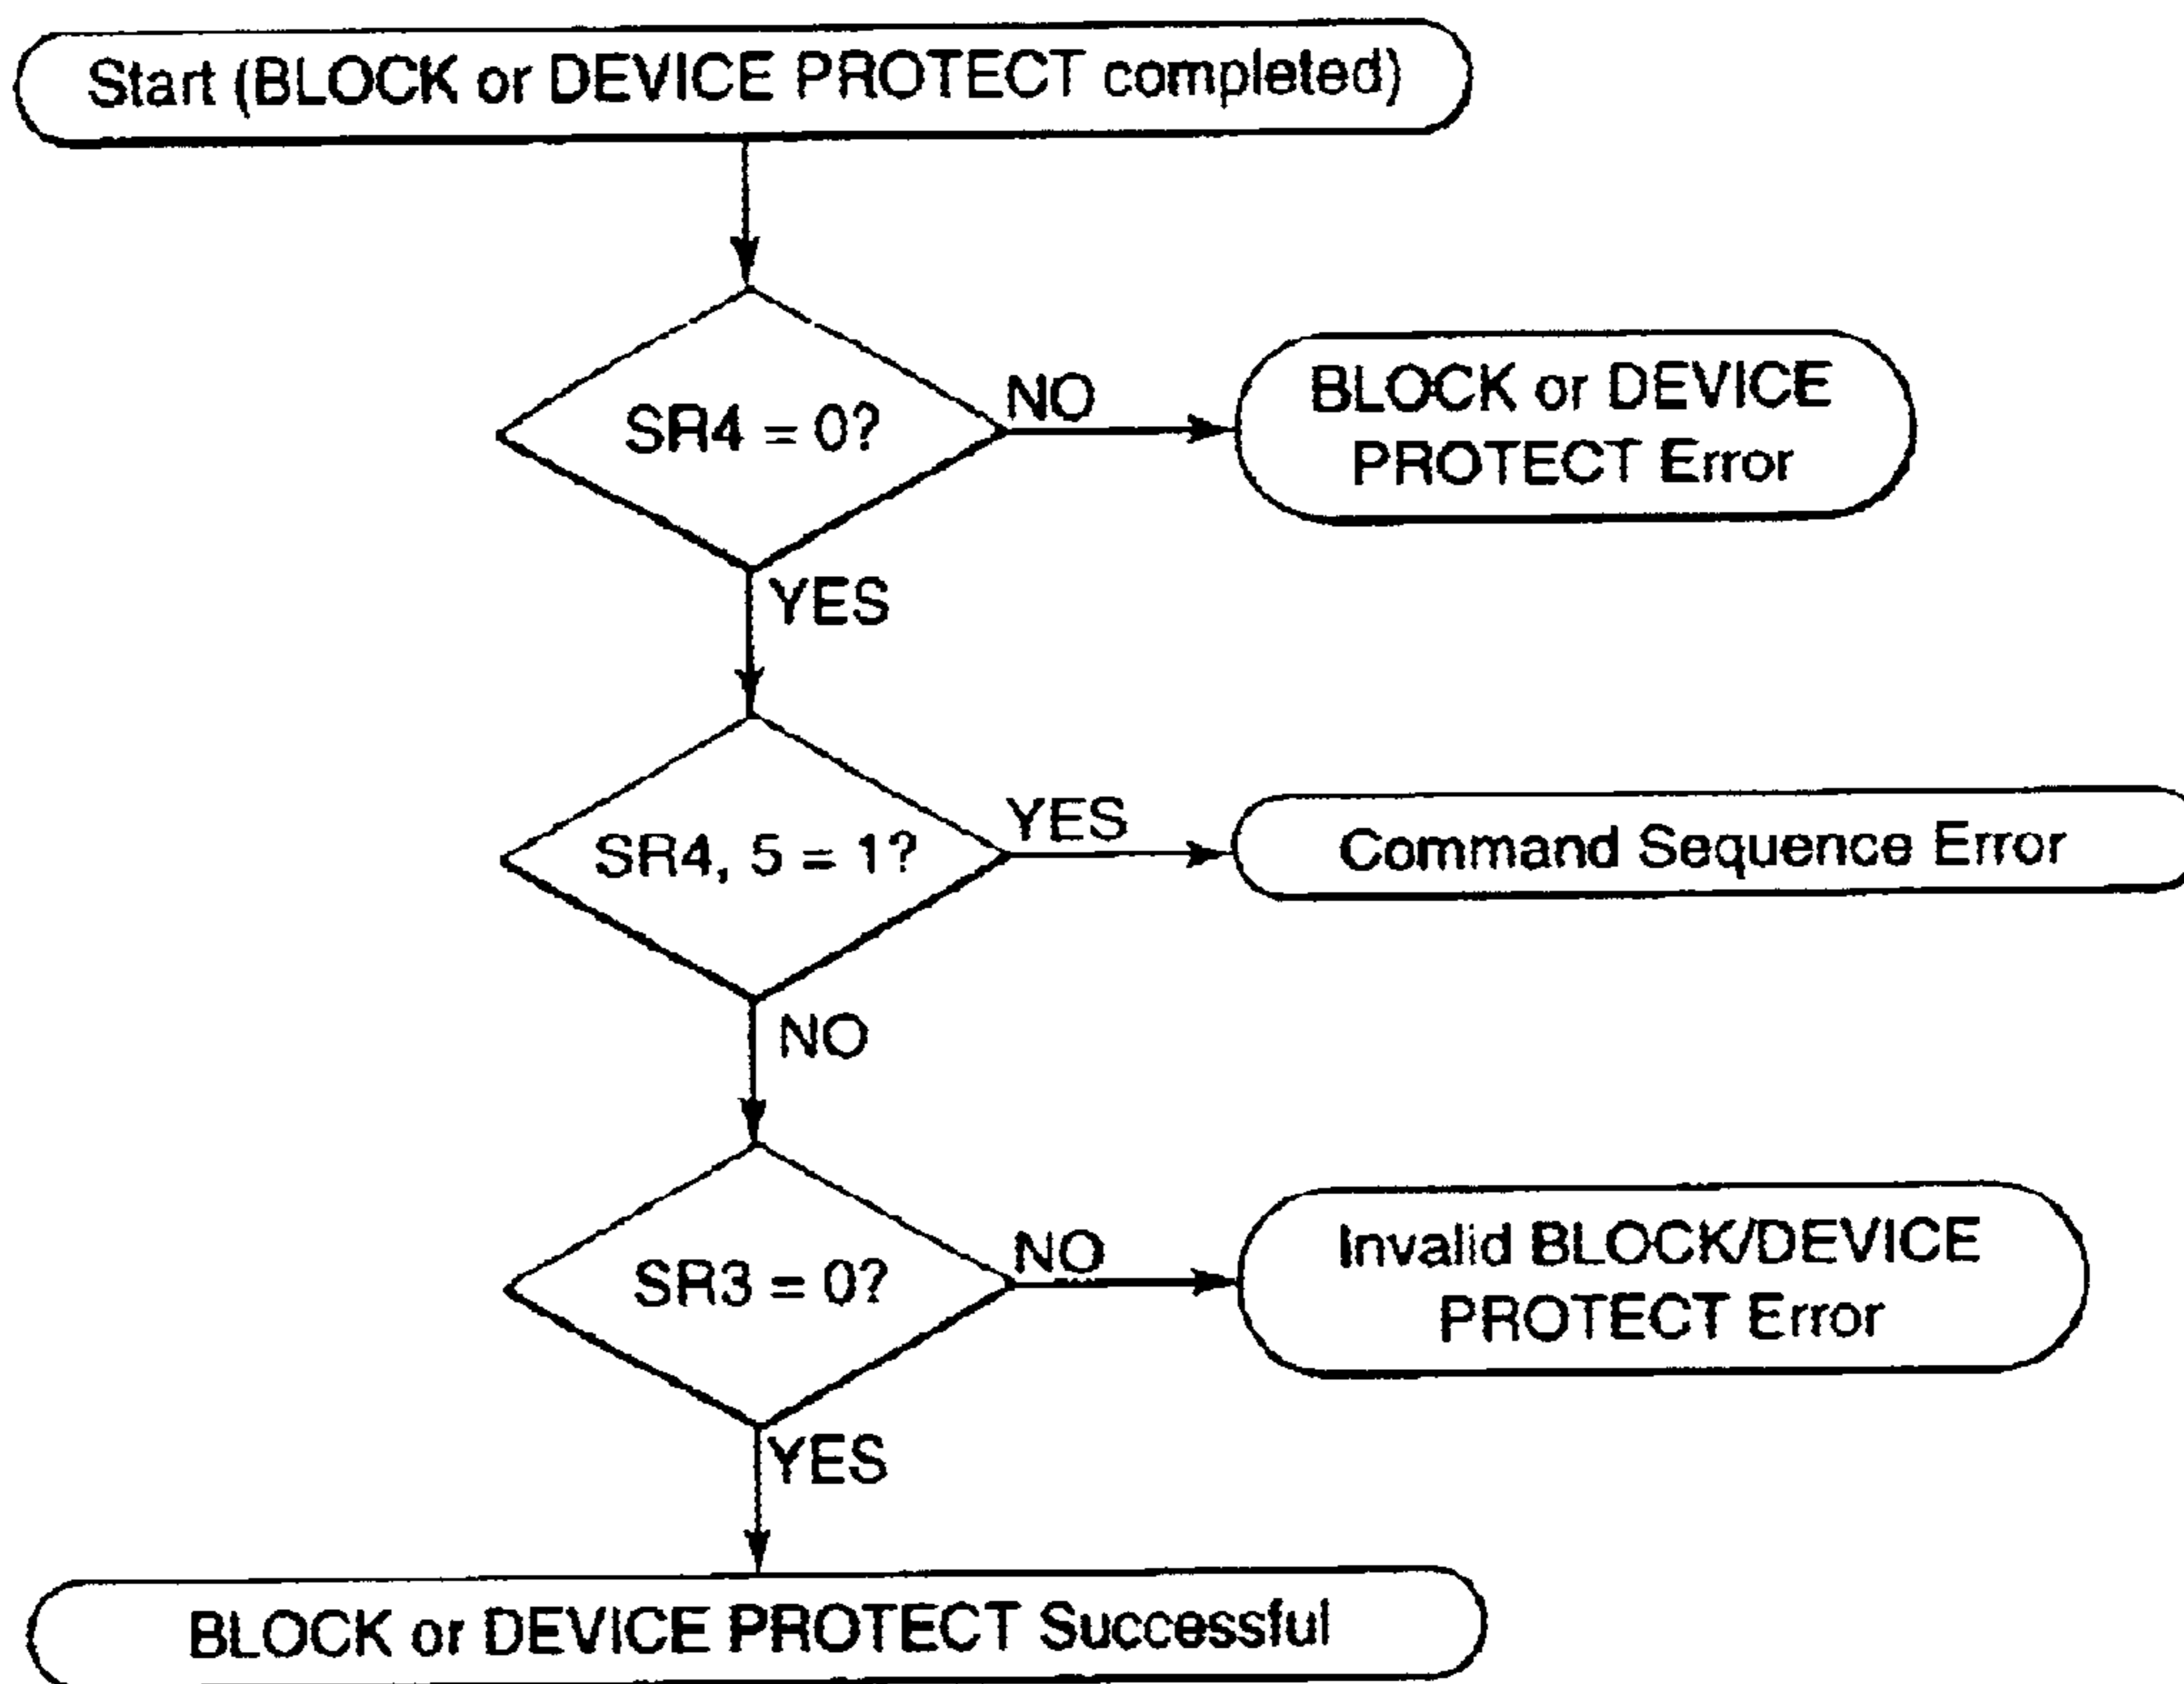 Start (BLOCK or DEVICE PROTECT completed)
SR4 = 0?
NO
BLOCK or DEVICE
PROTECT Error
YES
SR4, 5 = 1?
YES
Command Sequence Error
NO
SR3 = 0?
NO
Invalid BLOCK/DEVICE
PROTECT Error
YES
BLOCK or DEVICE PROTECT Successful